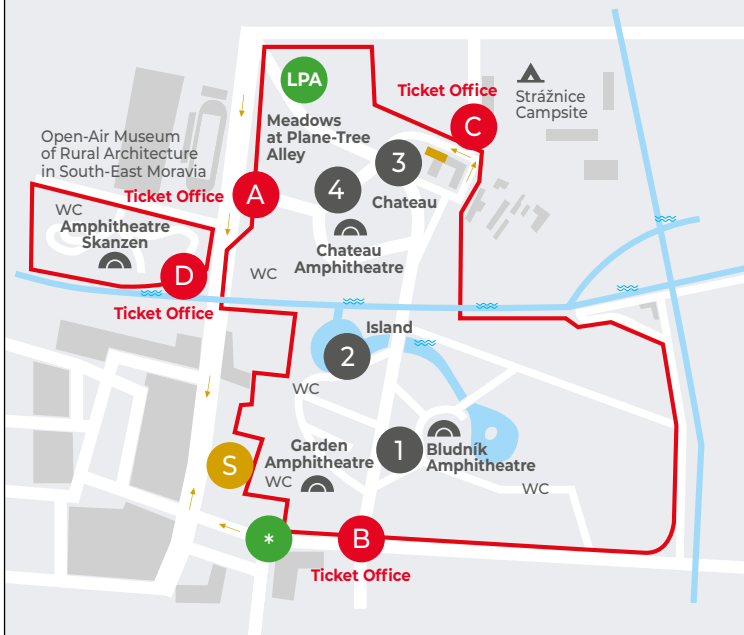 LPA
Ticket Office
C
Strážnice
Campsite
Meadows
at Plane-Tree
Alley
Open-Air Museum
of Rural Architecture
in South-East Moravia
3
4
Chateau
Ticket Office
A
WC
Amphitheatre
Skanzen
Chateau
Amphitheatre
D
WC
Ticket Office
Island
2
WC
1
Bludník
Amphitheatre
Garden
Amphitheatre
S
WC
WC
*
B
Ticket Office